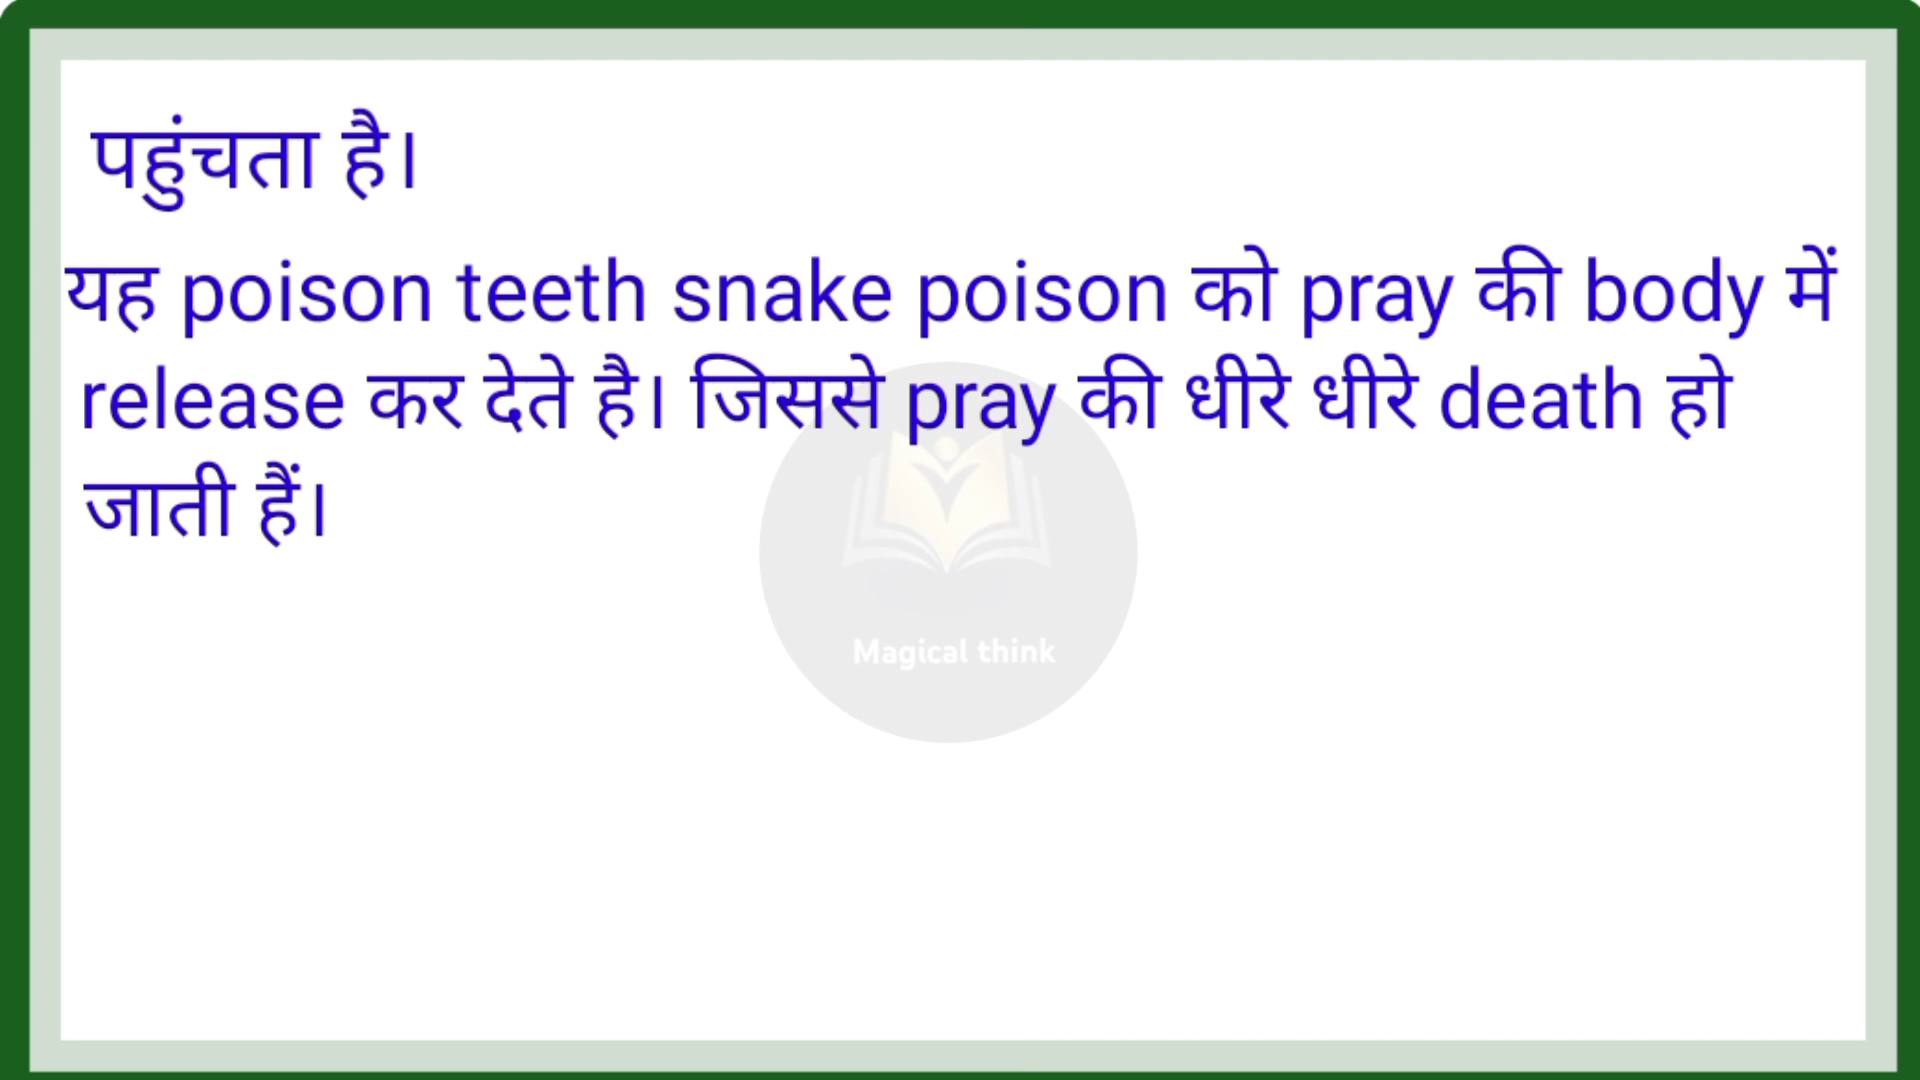 पहुंचता है।
यह poison teeth snake poison को pray की body में
release कर देते है। जिससे pray की धीरे धीरे death हो
जाती हैं।
Magical think